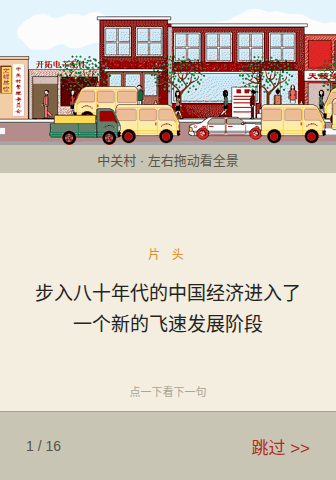 开拓电子
中关村·左右拖动看全景
片 头
步入八十年代的中国经济进入了
一个新的飞速发展阶段
点一下看下一句
1 / 16
跳过 >>